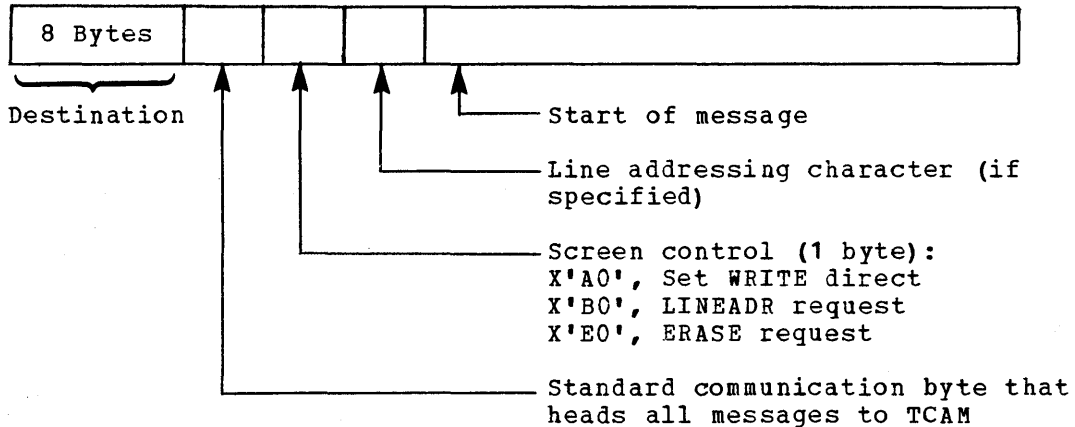 8 Bytes
Destination
Start of message
Line addressing character (if
specified)
Screen control (1 byte):
X'A0', Set WRITE direct
X'B0', LINEADR request
X'E0', ERASE request
Standard communication byte that
heads all messages to TCAM